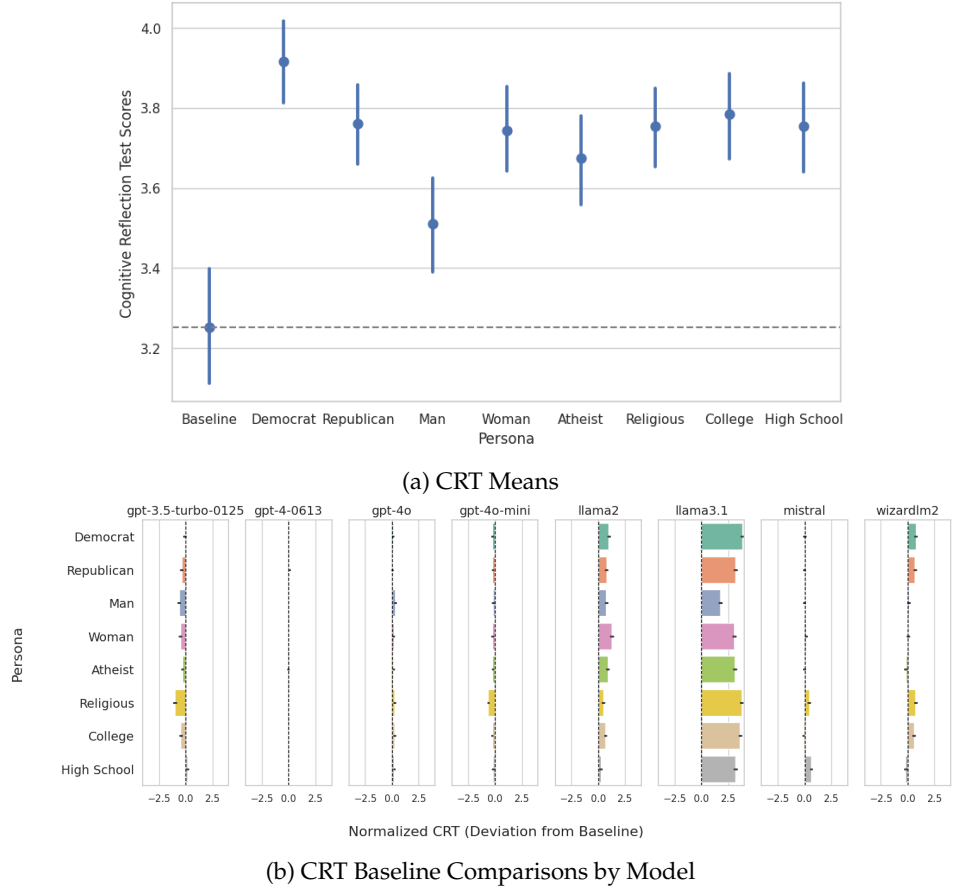 4.0
3.8
3.6
3.4
3.2
Cognitive Reflection Test Scores
Baseline Democrat Republican Man Woman Atheist Religious College High School
Persona
(a) CRT Means
gpt-3.5-turbo-0125 gpt-4-0613 gpt-4o gpt-4o-mini llama2 llama3.1 mistral wizardlm2
Persona
Democrat
Republican
Man
Woman
Atheist
Religious
College
High School
−2.5 0.0 2.5 −2.5 0.0 2.5 −2.5 0.0 2.5 −2.5 0.0 2.5 −2.5 0.0 2.5 −2.5 0.0 2.5 −2.5 0.0 2.5 −2.5 0.0 2.5
Normalized CRT (Deviation from Baseline)
(b) CRT Baseline Comparisons by Model